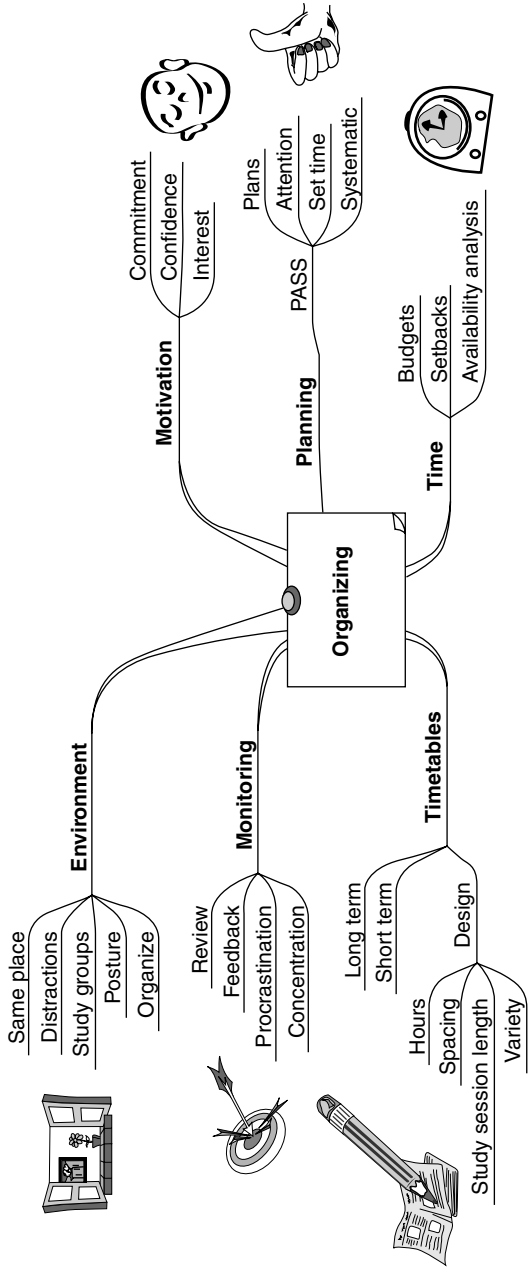 Organizing
Motivation
Commitment
Confidence
Interest
Planning
PASS
Plans
Attention
Set time
Systematic
Time
Budgets
Setbacks
Availability analysis
Environment
Same place
Distractions
Study groups
Posture
Organize
Monitoring
Review
Feedback
Procrastination
Concentration
Timetables
Long term
Short term
Design
Hours
Spacing
Study session length
Variety